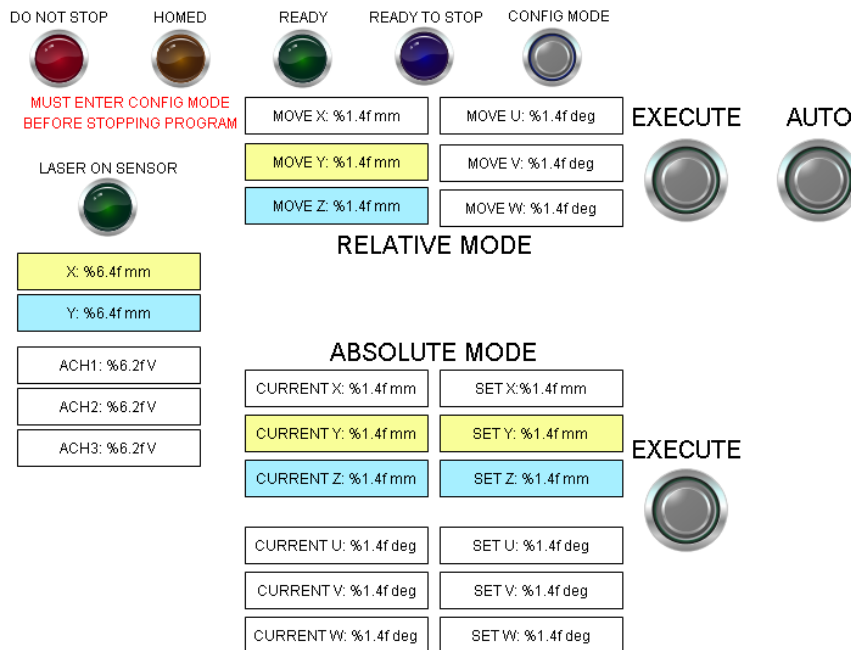 DO NOT STOP
HOMED
READY
READY TO STOP
CONFIG MODE
MUST ENTER CONFIG MODE
BEFORE STOPPING PROGRAM
MOVE X: %1.4f mm
MOVE U: %1.4f deg
EXECUTE
AUTO
MOVE Y: %1.4f mm
MOVE V: %1.4f deg
LASER ON SENSOR
MOVE Z: %1.4f mm
MOVE W: %1.4f deg
RELATIVE MODE
X: %6.4f mm
Y: %6.4f mm
ACH1: %6.2f V
ACH2: %6.2f V
ACH3: %6.2f V
ABSOLUTE MODE
CURRENT X: %1.4f mm
SET X:%1.4f mm
CURRENT Y: %1.4f mm
SET Y: %1.4f mm
EXECUTE
CURRENT Z: %1.4f mm
SET Z: %1.4f mm
CURRENT U: %1.4f deg
SET U: %1.4f deg
CURRENT V: %1.4f deg
SET V: %1.4f deg
CURRENT W: %1.4f deg
SET W: %1.4f deg